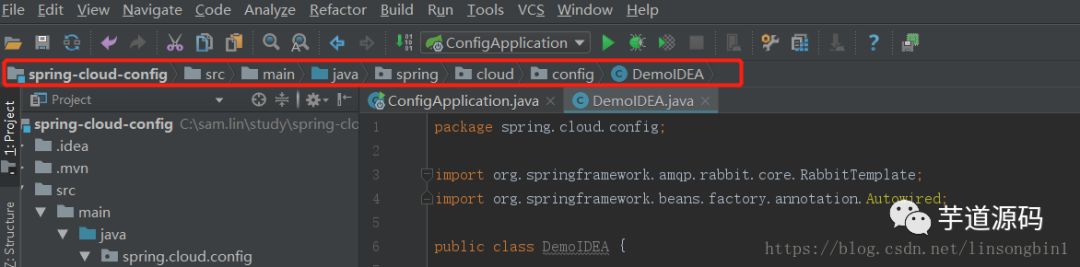 File Edit View Navigate Code Analyze Refactor Build Run Tools VCS Window Help
ConfigApplication
spring-cloud-config src main java spring cloud config DemoIDEA
1: Project
Z: Structure
Project
spring-cloud-config C:\sam.lin\study\spring-clo
.idea
.mvn
src
main
java
spring.cloud.config
ConfigApplication.java × DemoIDEA.java ×
1 package spring.cloud.config;
2
3 import org.springframework.amqp.rabbit.core.RabbitTemplate;
4 import org.springframework.beans.factory.annotation.Autowired;
5
6 public class DemoIDEA {
芋道源码
https://blog.csdn.net/linsongbin1